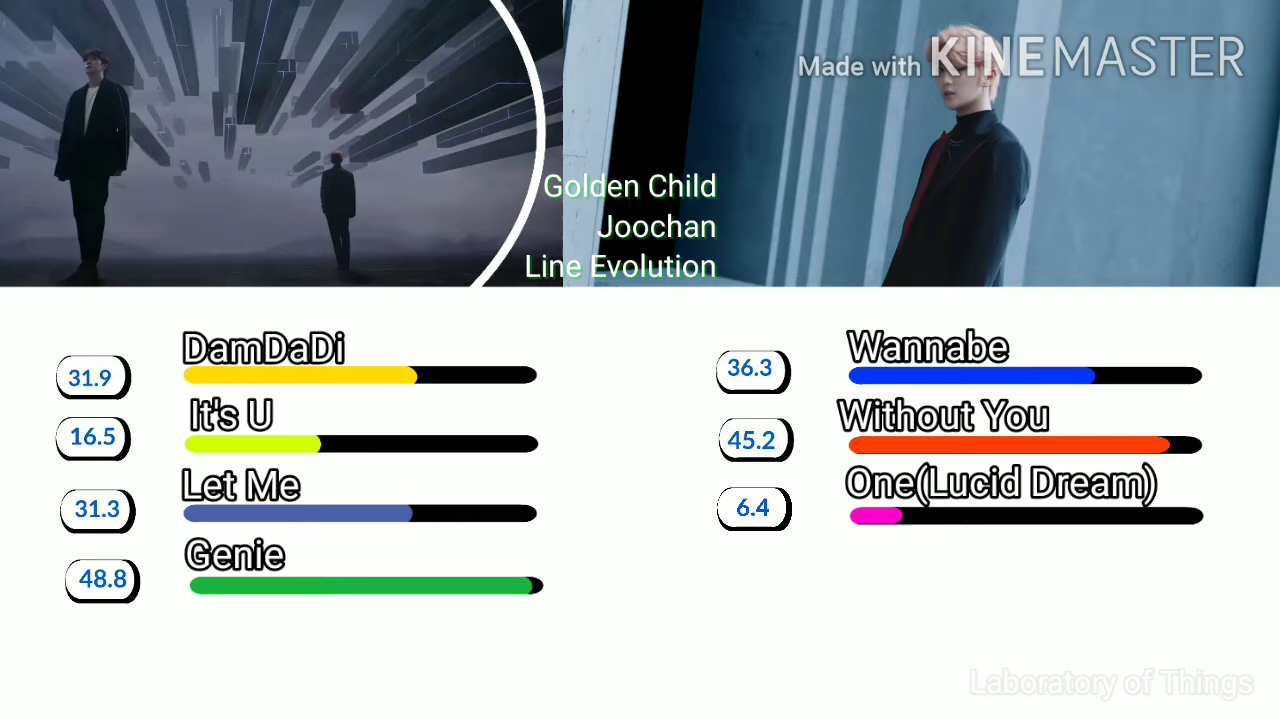 Made with KINEMASTER
Golden Child
Joochan
Line Evolution
DamDaDi
31.9
It's U
16.5
Let Me
31.3
Genie
48.8
Wannabe
36.3
Without You
45.2
One(Lucid Dream)
6.4
Laboratory of Things